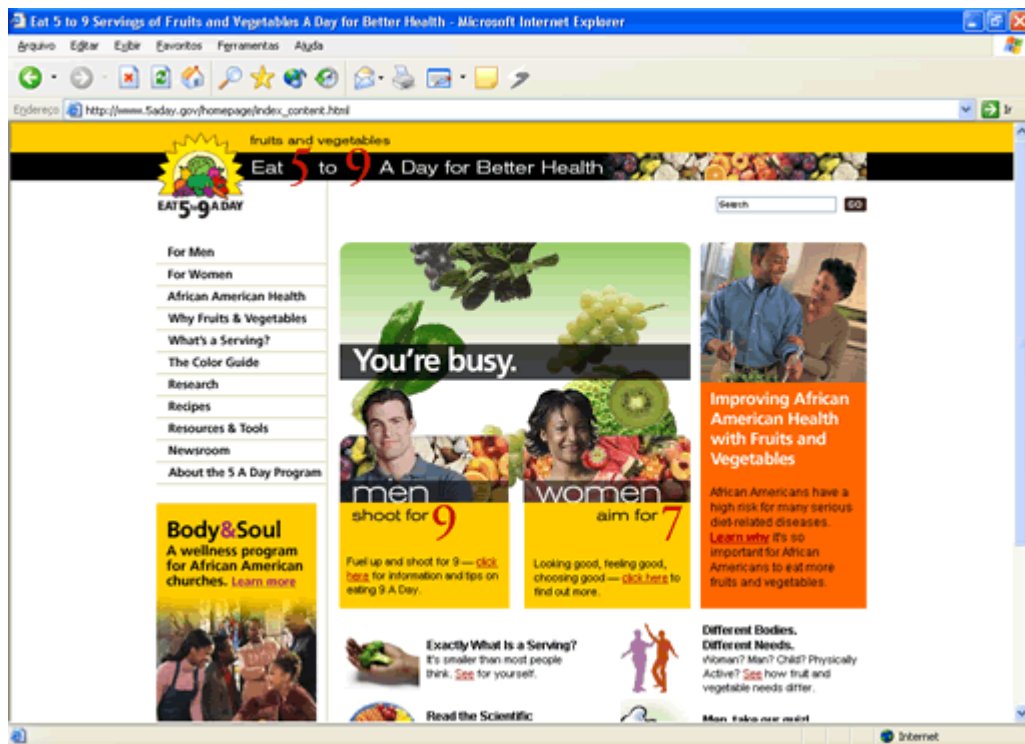 Eat 5 to 9 Servings of Fruits and Vegetables A Day for Better Health - Microsoft Internet Explorer
Arquivo Editar Exibir Favoritos Ferramentas Ajuda
Endereço http://www.5aday.gov/homepage/index_content.html Ir
fruits and vegetables
Eat 5 to 9 A Day for Better Health
EAT 5 to 9 A DAY
Search GO
For Men
For Women
African American Health
Why Fruits & Vegetables
What's a Serving?
The Color Guide
Research
Recipes
Resources & Tools
Newsroom
About the 5 A Day Program
Body&Soul
A wellness program
for African American
churches. Learn more
You're busy.
men
shoot for 9
Fuel up and shoot for 9 — click
here for information and tips on
eating 9 A Day.
women
aim for 7
Looking good, feeling good,
choosing good — click here to
find out more.
Improving African
American Health
with Fruits and
Vegetables
African Americans have a
high risk for many serious
diet-related diseases.
Learn why it's so
important for African
Americans to eat more
fruits and vegetables.
Exactly What Is a Serving?
It's smaller than most people
think. See for yourself.
Different Bodies.
Different Needs.
Woman? Man? Child? Physically
Active? See how fruit and
vegetable needs differ.
Read the Scientific
Men, take our quiz!
Internet